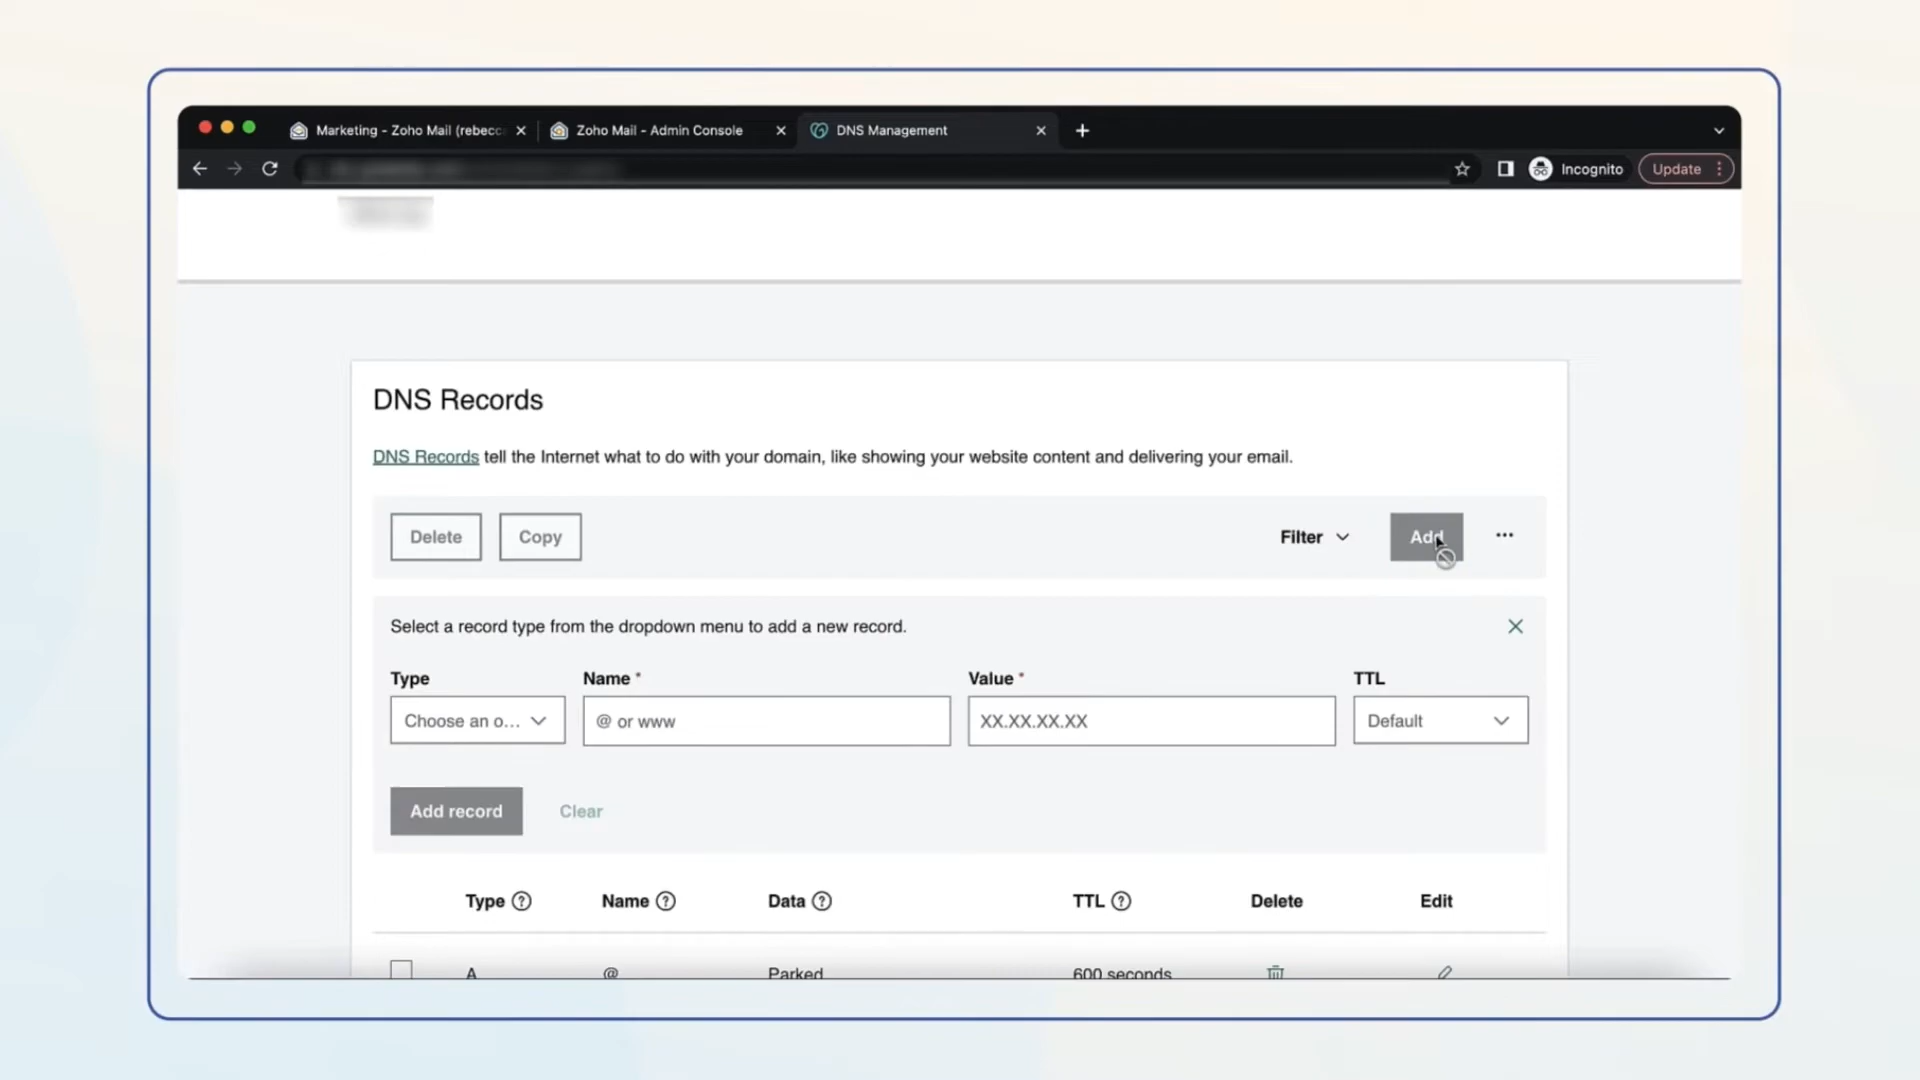 Marketing - Zoho Mail (rebecc
Zoho Mail - Admin Console
DNS Management
Incognito
Update
DNS Records
DNS Records tell the Internet what to do with your domain, like showing your website content and delivering your email.
Delete
Copy
Filter
Add
Select a record type from the dropdown menu to add a new record.
Type
Name *
Value *
TTL
Choose an o...
@ or www
XX.XX.XX.XX
Default
Add record
Clear
Type
Name
Data
TTL
Delete
Edit
A
@
Parked
600 seconds